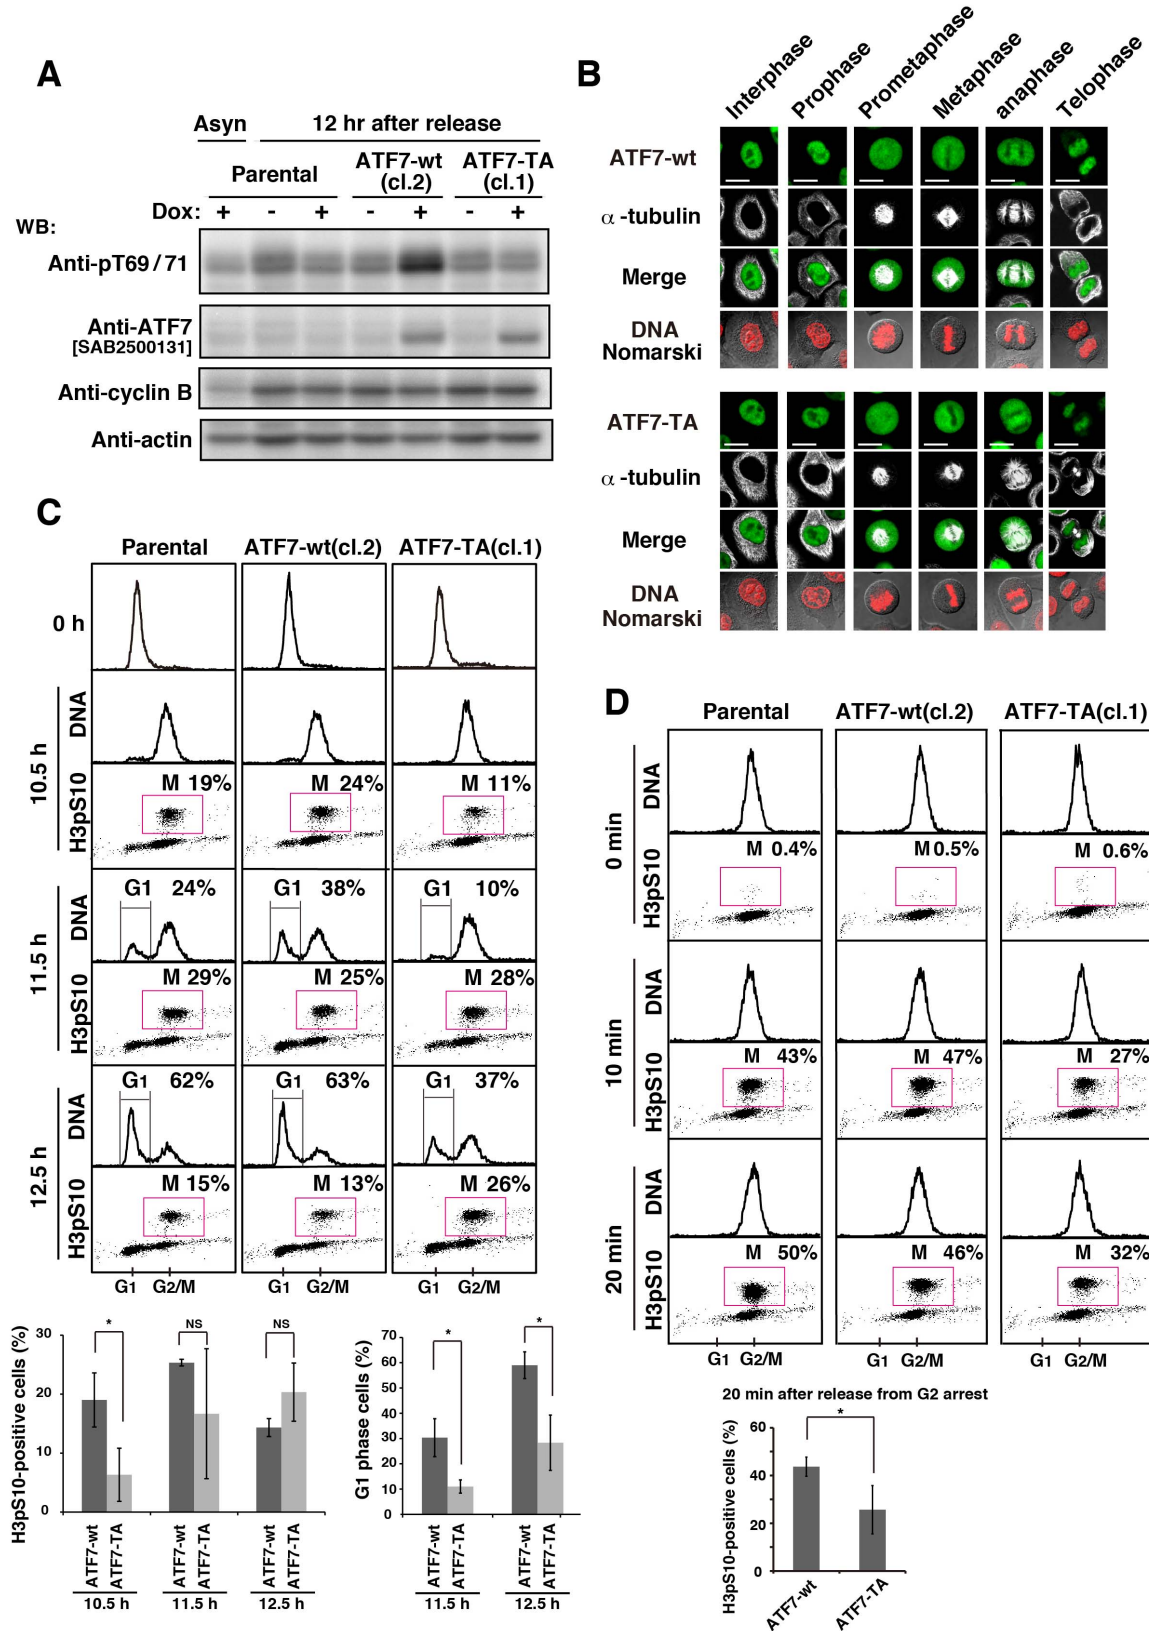 A
Asyn
12 hr after release
Parental
ATF7-wt
(cl.2)
ATF7-TA
(cl.1)
Dox:
+ - + - + - +
WB:
Anti-pT69/71
Anti-ATF7
[SAB2500131]
Anti-cyclin B
Anti-actin
B
Interphase
Prophase
Prometaphase
Metaphase
anaphase
Telophase
ATF7-wt
α-tubulin
Merge
DNA
Nomarski
ATF7-TA
α-tubulin
Merge
DNA
Nomarski
C
Parental
ATF7-wt(cl.2)
ATF7-TA(cl.1)
0 h
10.5 h
DNA
H3pS10
M 19%
M 24%
M 11%
11.5 h
DNA
G1 24%
G1 38%
G1 10%
H3pS10
M 29%
M 25%
M 28%
12.5 h
DNA
G1 62%
G1 63%
G1 37%
H3pS10
M 15%
M 13%
M 26%
G1 G2/M
G1 G2/M
G1 G2/M
H3pS10-positive cells (%)
30
20
10
0
*
NS
NS
ATF7-wt
ATF7-TA
ATF7-wt
ATF7-TA
ATF7-wt
ATF7-TA
10.5 h
11.5 h
12.5 h
G1 phase cells (%)
70
60
50
40
30
20
10
0
*
*
ATF7-wt
ATF7-TA
ATF7-wt
ATF7-TA
11.5 h
12.5 h
D
Parental
ATF7-wt(cl.2)
ATF7-TA(cl.1)
0 min
DNA
H3pS10
M 0.4%
M 0.5%
M 0.6%
10 min
DNA
H3pS10
M 43%
M 47%
M 27%
20 min
DNA
H3pS10
M 50%
M 46%
M 32%
G1 G2/M
G1 G2/M
G1 G2/M
20 min after release from G2 arrest
H3pS10-positive cells (%)
60
40
20
0
*
ATF7-wt
ATF7-TA